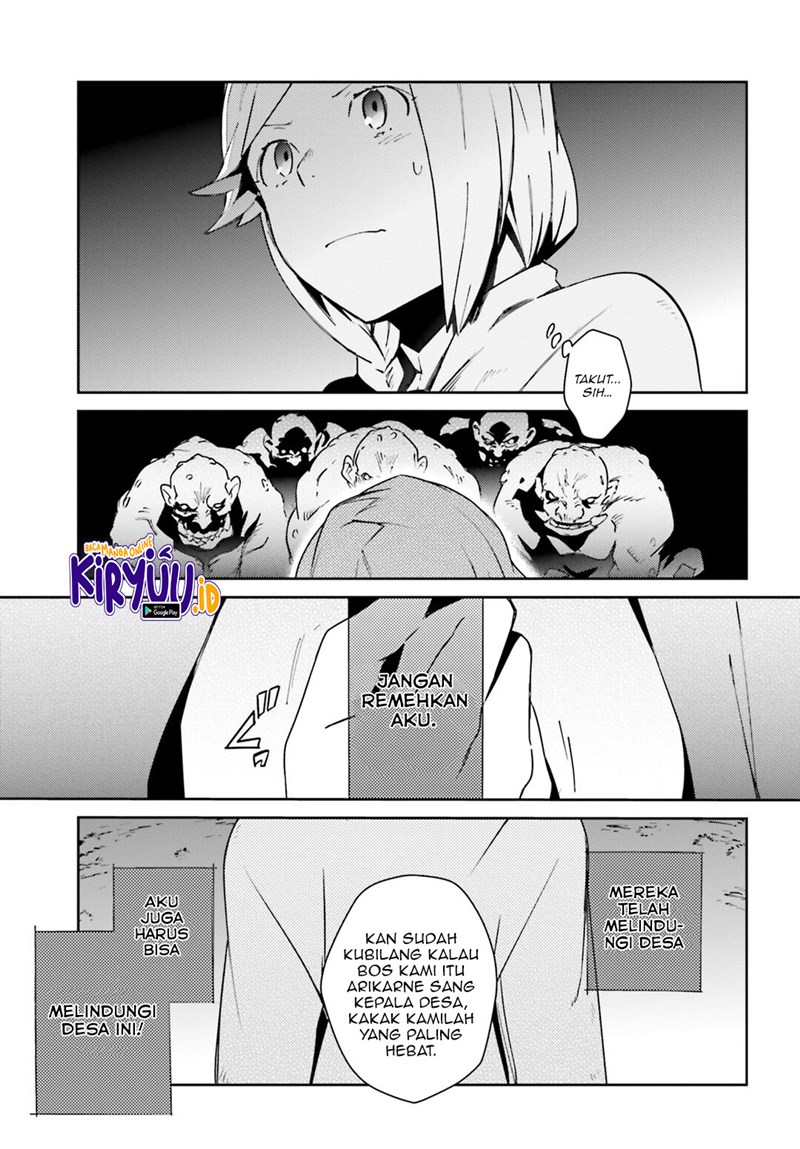 TAKUT...
SIH...
BACA MANGA ONLINE
KIRYUU.ID
GET IT ON
Google Play
JANGAN
REMEHKAN
AKU.
MEREKA
TELAH
MELINDU-
NGI DESA
KAN SUDAH
KUBILANG KALAU
BOS KAMI ITU
ARIKARNE SANG
KEPALA DESA,
KAKAK KAMILAH
YANG PALING
HEBAT.
AKU
JUGA
HARUS
BISA
MELINDUNGI
DESA INI!